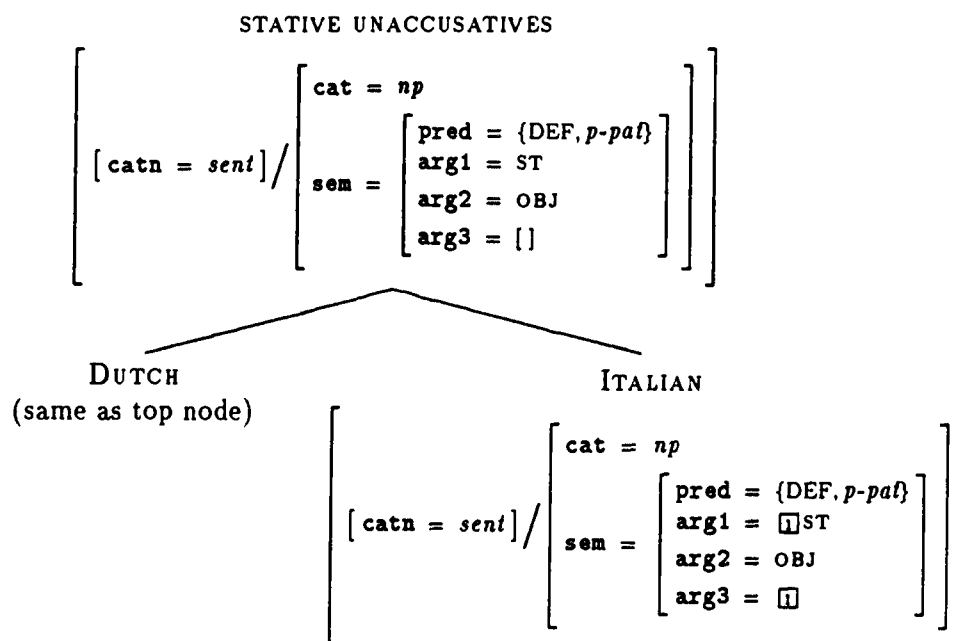 STATIVE UNACCUSATIVES
cat = np
pred = {DEF, p-pat}
[catn = sent]/
arg1 = ST
sem =
arg2 = OBJ
arg3 = []
DUTCH
(same as top node)
ITALIAN
cat = np
pred = {DEF, p-pat}
[catn = sent]/
arg1 = 1 ST
sem =
arg2 = OBJ
arg3 = 1